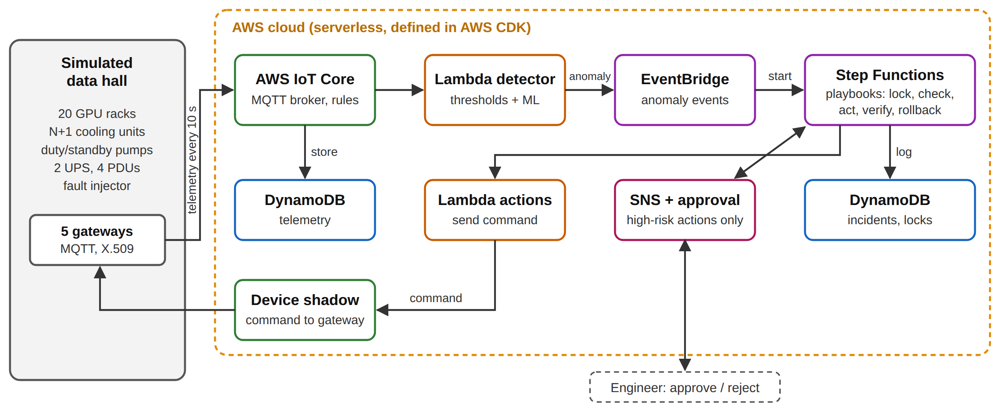 AWS cloud (serverless, defined in AWS CDK)
Simulated
data hall
20 GPU racks
N+1 cooling units
duty/standby pumps
2 UPS, 4 PDUs
fault injector
5 gateways
MQTT, X.509
telemetry every 10 s
AWS IoT Core
MQTT broker, rules
Lambda detector
thresholds + ML
anomaly
EventBridge
anomaly events
start
Step Functions
playbooks: lock, check,
act, verify, rollback
store
log
DynamoDB
telemetry
Lambda actions
send command
SNS + approval
high-risk actions only
DynamoDB
incidents, locks
Device shadow
command to gateway
command
Engineer: approve / reject